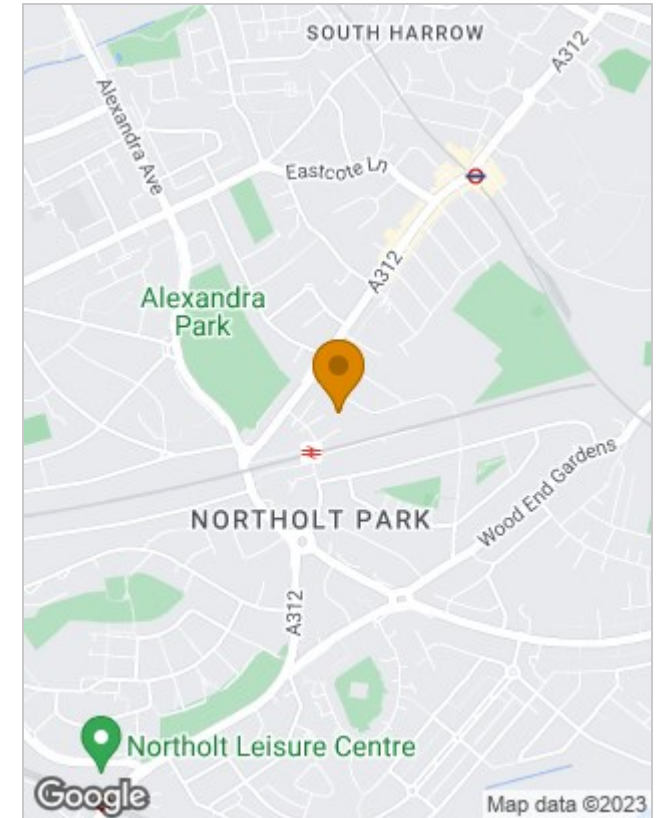 SOUTH HARROW
A312
Alexandra Ave
Eastcote Ln
A312
Alexandra
Park
Wood End Gardens
NORTHOLT PARK
A312
Northolt Leisure Centre
Google
Map data ©2023